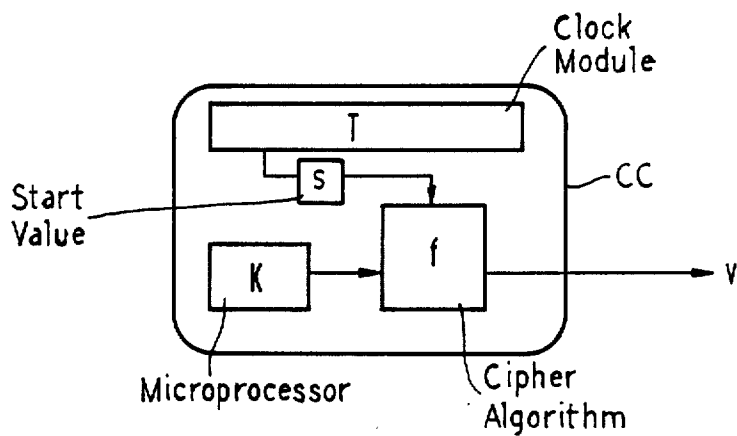 Clock
Module
T
S
CC
Start
Value
f
K
v
Microprocessor
Cipher
Algorithm